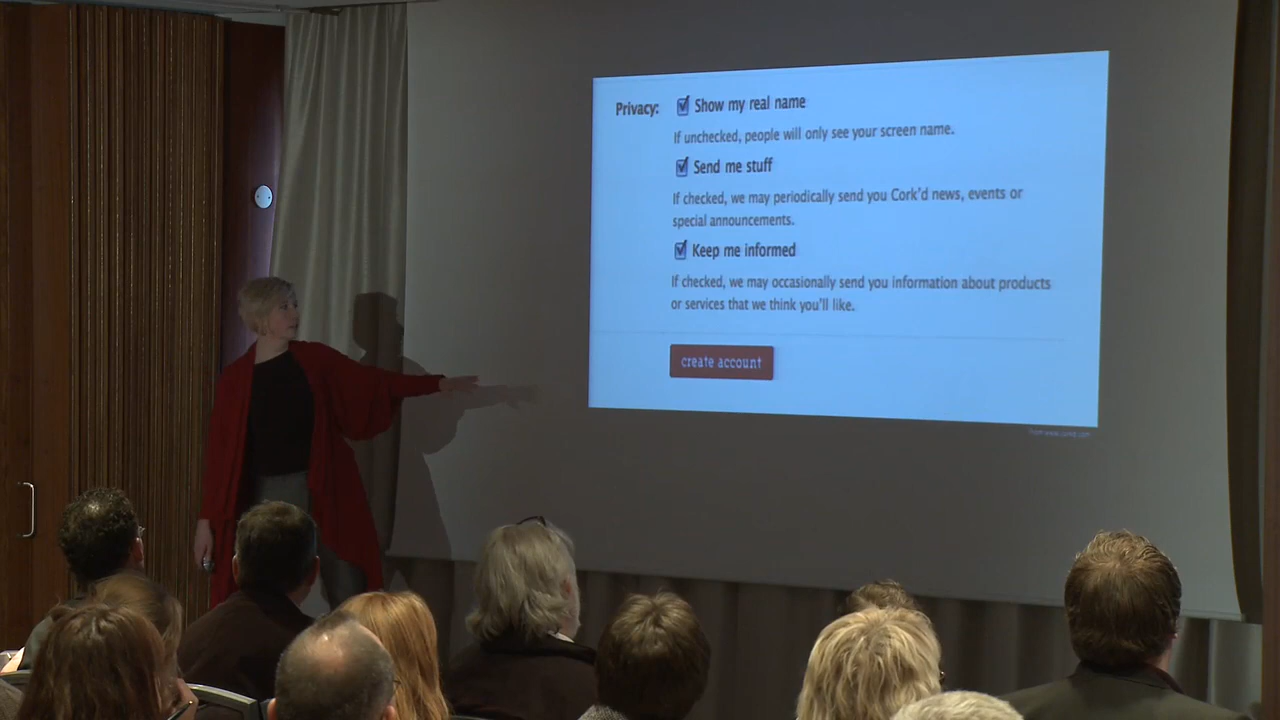 Privacy: Show my real name
If unchecked, people will only see your screen name.
Send me stuff
If checked, we may periodically send you Cork'd news, events or
special announcements.
Keep me informed
If checked, we may occasionally send you information about products
or services that we think you'll like.
create account